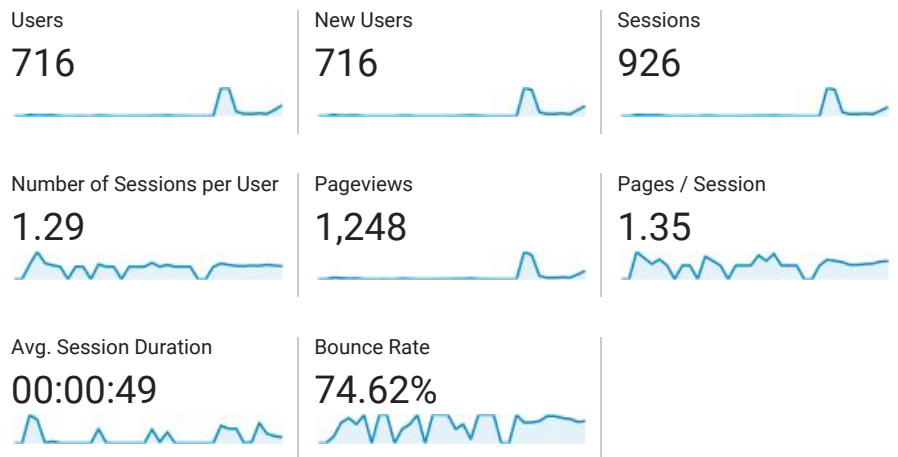 Users
716
New Users
716
Sessions
926
Number of Sessions per User
1.29
Pageviews
1,248
Pages / Session
1.35
Avg. Session Duration
00:00:49
Bounce Rate
74.62%